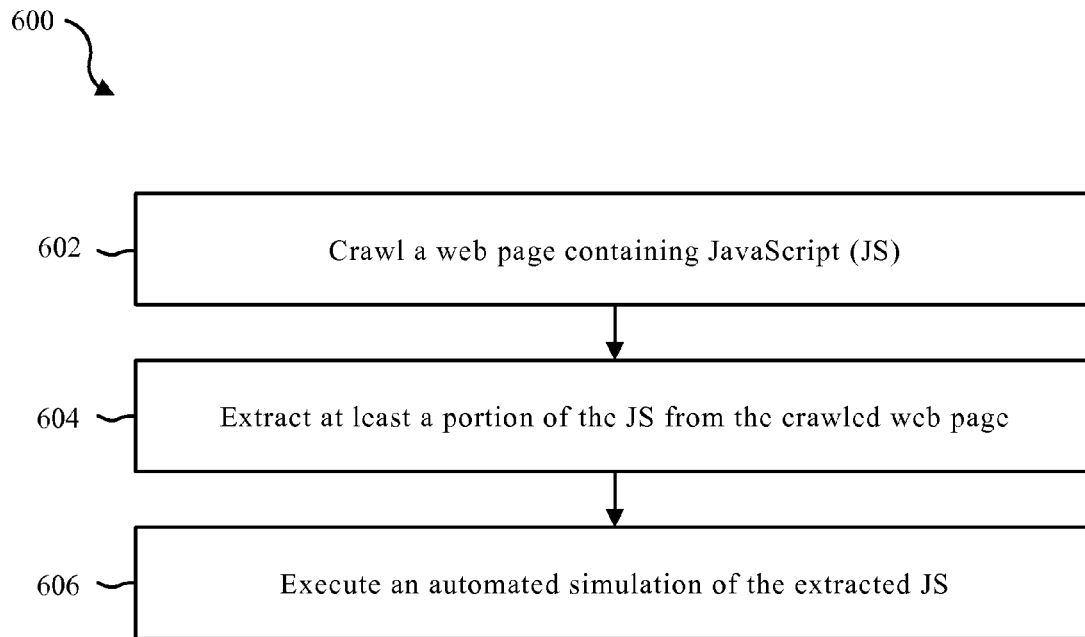 600
602
Crawl a web page containing JavaScript (JS)
604
Extract at least a portion of the JS from the crawled web page
606
Execute an automated simulation of the extracted JS